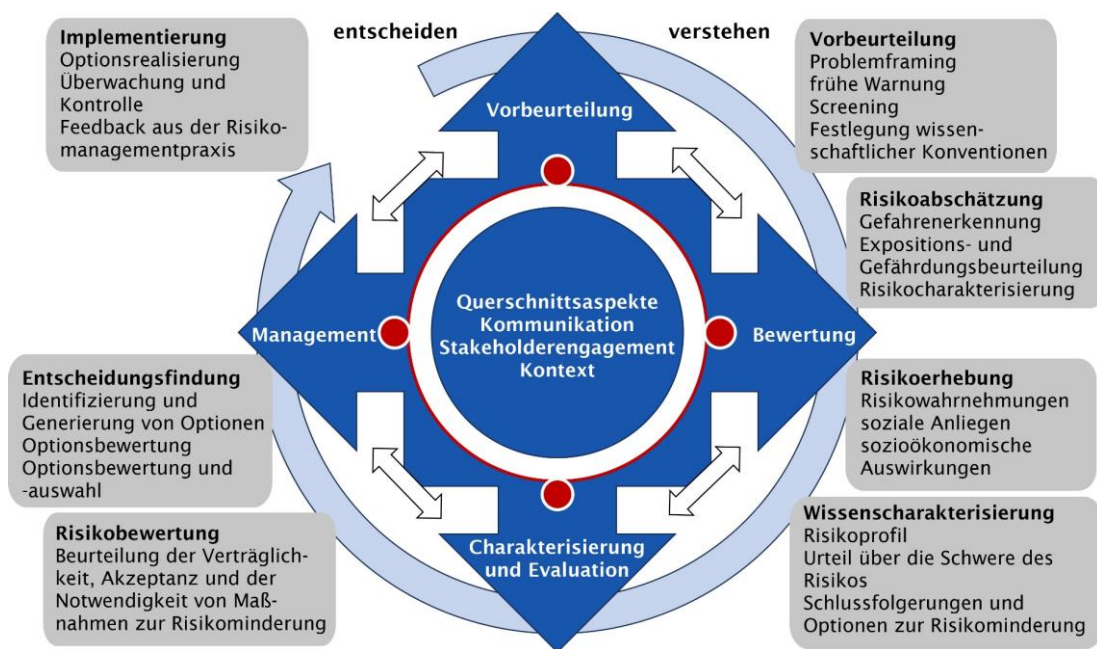 entscheiden
verstehen
Implementierung
Optionsrealisierung
Überwachung und
Kontrolle
Feedback aus der Risiko-
managementpraxis
Vorbeurteilung
Problemframing
frühe Warnung
Screening
Festlegung wissen-
schaftlicher Konventionen
Vorbeurteilung
Risikoabschätzung
Gefahrenerkennung
Expositions- und
Gefährdungsbeurteilung
Risikocharakterisierung
Management
Querschnittsaspekte
Kommunikation
Stakeholderengagement
Kontext
Bewertung
Entscheidungsfindung
Identifizierung und
Generierung von Optionen
Optionsbewertung
Optionsbewertung und
-auswahl
Risikoerhebung
Risikowahrnehmungen
soziale Anliegen
sozioökonomische
Auswirkungen
Risikobewertung
Beurteilung der Verträglich-
keit, Akzeptanz und der
Notwendigkeit von Maß-
nahmen zur Risikominderung
Charakterisierung
und Evaluation
Wissenscharakterisierung
Risikoprofil
Urteil über die Schwere des
Risikos
Schlussfolgerungen und
Optionen zur Risikominderung